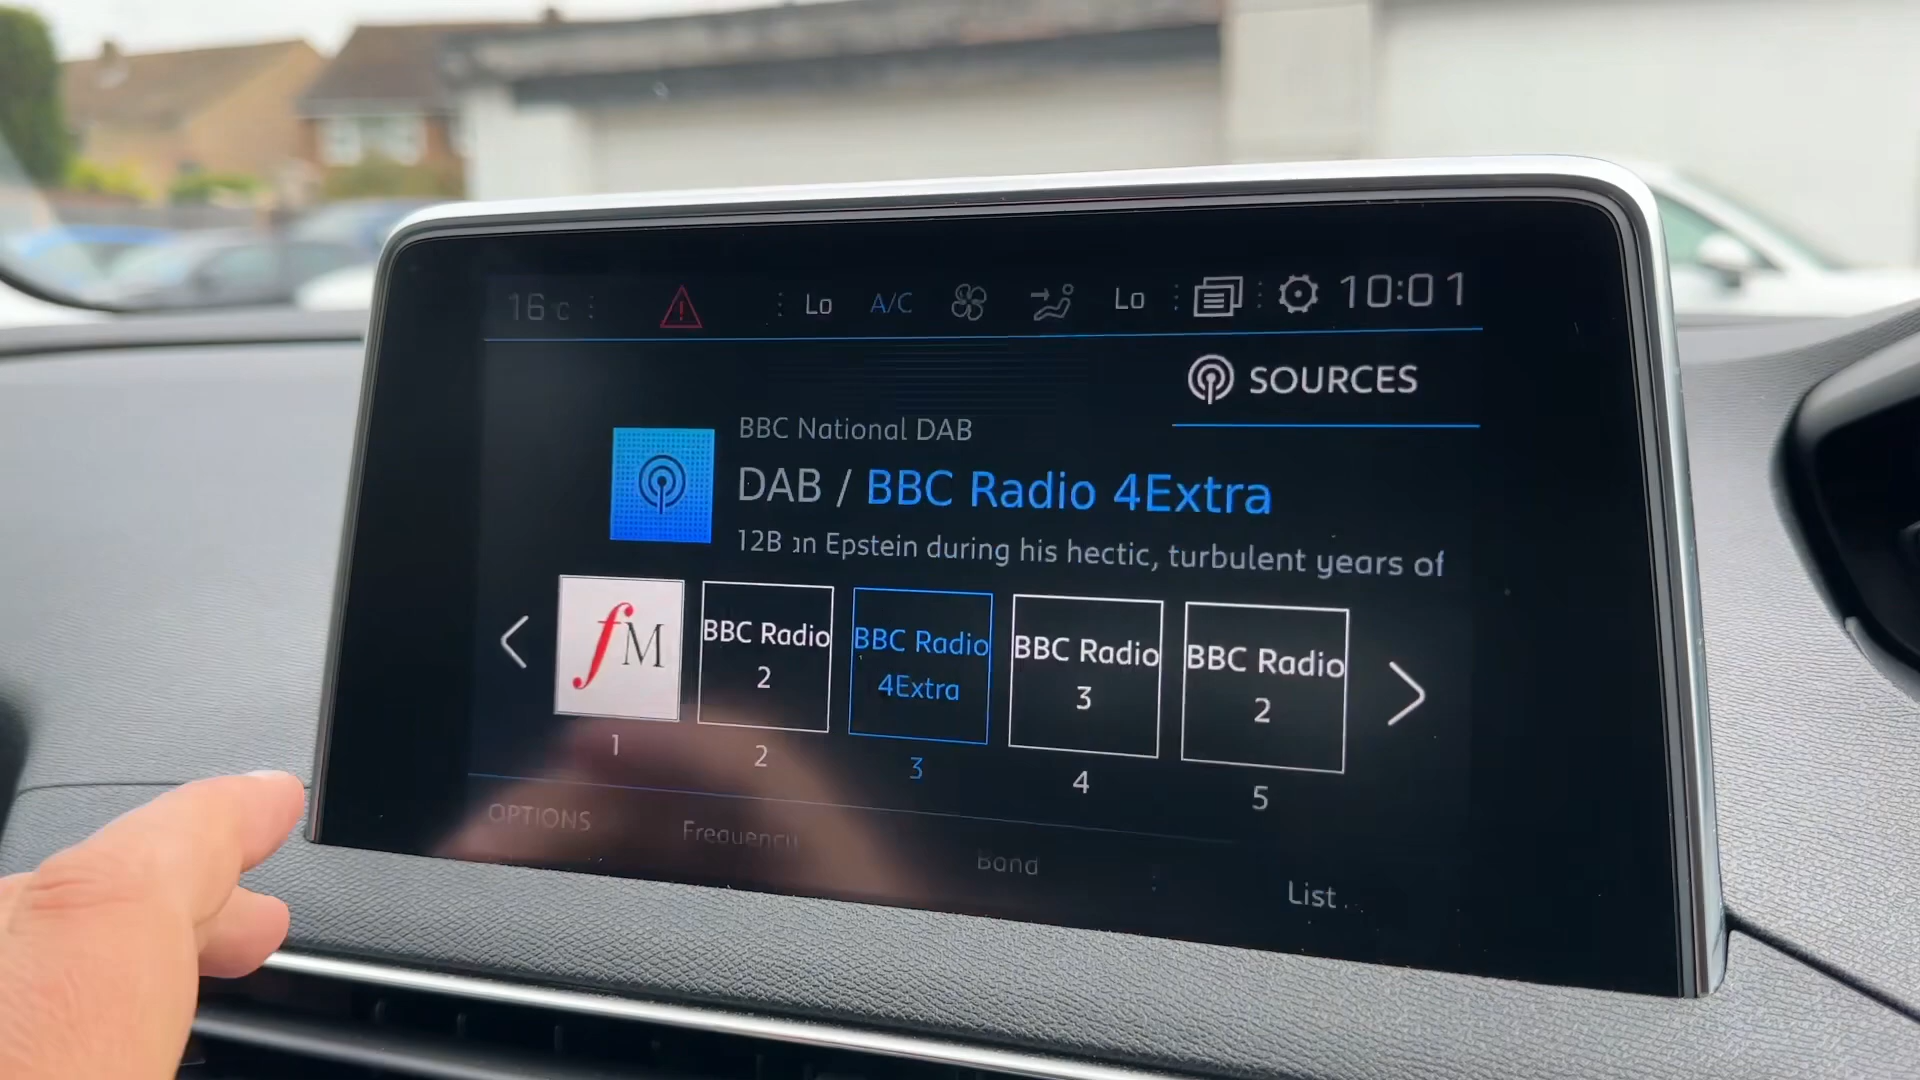 16 c Lo A/C Lo 10:01
SOURCES
BBC National DAB
DAB / BBC Radio 4Extra
12B ın Epstein during his hectic, turbulent years of
fM
BBC Radio
2
BBC Radio
4Extra
BBC Radio
3
BBC Radio
2
1 2 3 4 5
OPTIONS Frequency Band List